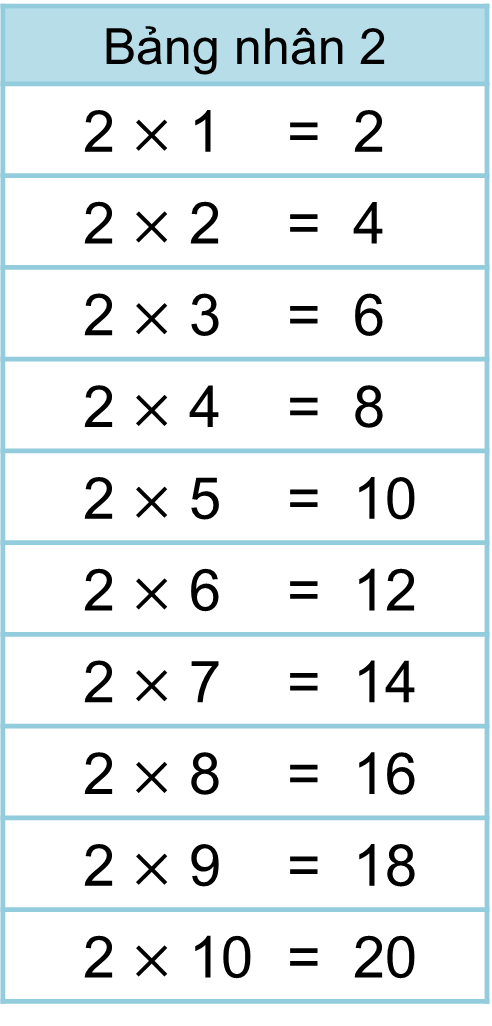 Bảng nhân 2
2 × 1 = 2
2 × 2 = 4
2 × 3 = 6
2 × 4 = 8
2 × 5 = 10
2 × 6 = 12
2 × 7 = 14
2 × 8 = 16
2 × 9 = 18
2 × 10 = 20